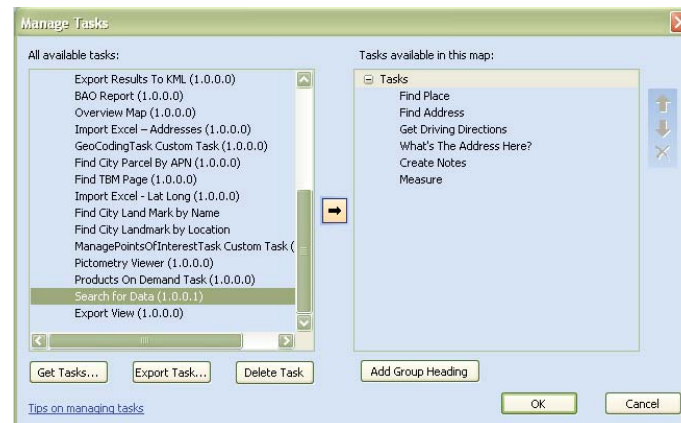 Manage Tasks
All available tasks:
Export Results To KML (1.0.0.0)
BAO Report (1.0.0.0)
Overview Map (1.0.0.0)
Import Excel – Addresses (1.0.0.0)
GeoCodingTask Custom Task (1.0.0.0)
Find City Parcel By APN (1.0.0.0)
Find TBM Page (1.0.0.0)
Import Excel - Lat Long (1.0.0.0)
Find City Land Mark by Name
Find City Landmark by Location
ManagePointsOfInterestTask Custom Task (
Pictometry Viewer (1.0.0.0)
Products On Demand Task (1.0.0.0)
Search for Data (1.0.0.1)
Export View (1.0.0.0)
Get Tasks...
Export Task...
Delete Task
Tips on managing tasks
Tasks available in this map:
Tasks
Find Place
Find Address
Get Driving Directions
What's The Address Here?
Create Notes
Measure
Add Group Heading
OK
Cancel